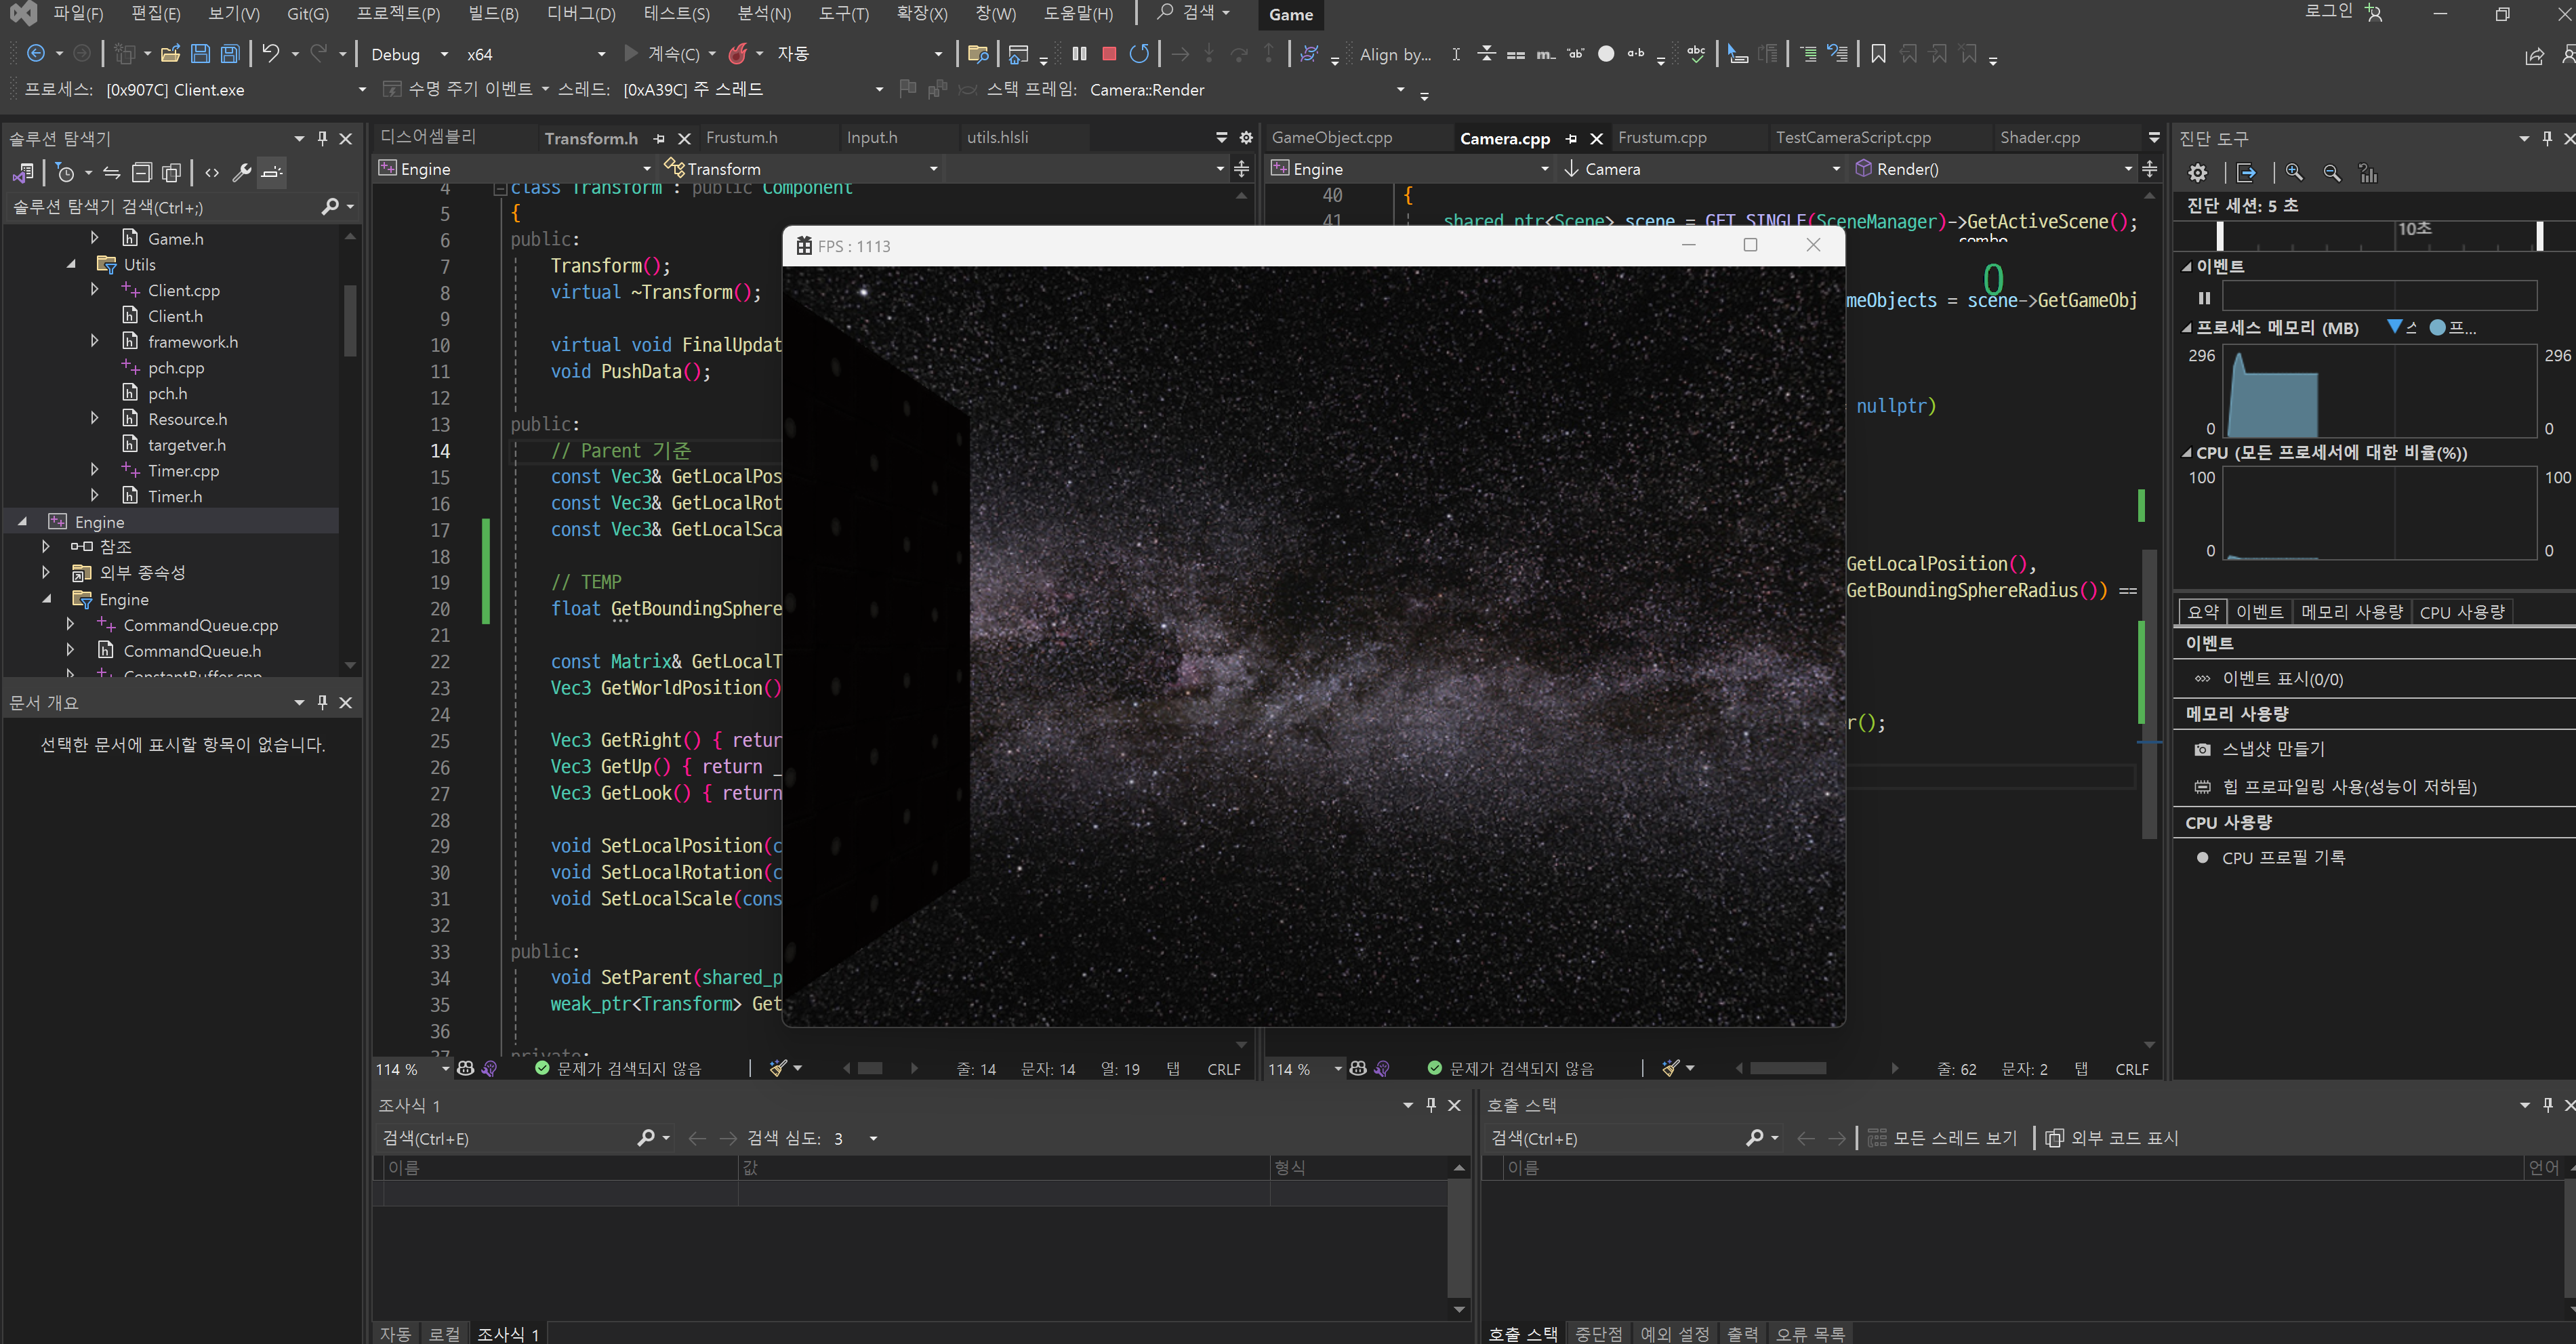 파일(F) 편집(E) 보기(V) Git(G) 프로젝트(P) 빌드(B) 디버그(D) 테스트(S) 분석(N) 도구(T) 확장(X) 창(W) 도움말(H) 검색 Game 로그인
Debug x64 계속(C) 자동 Align by...
프로세스: [0x907C] Client.exe 수명 주기 이벤트 스레드: [0xA39C] 주 스레드 스택 프레임: Camera::Render
솔루션 탐색기
솔루션 탐색기 검색(Ctrl+;)
Game.h
Utils
Client.cpp
Client.h
framework.h
pch.cpp
pch.h
Resource.h
targetver.h
Timer.cpp
Timer.h
Engine
참조
외부 종속성
Engine
CommandQueue.cpp
CommandQueue.h
ConstantBuffer.cpp
문서 개요
선택한 문서에 표시할 항목이 없습니다.
디스어셈블리 Transform.h Frustum.h Input.h utils.hlsli
Engine Transform
4 class Transform : public Component
5 {
6 public:
7 Transform();
8 virtual ~Transform();
9
10 virtual void FinalUpdat
11 void PushData();
12
13 public:
14 // Parent 기준
15 const Vec3& GetLocalPos
16 const Vec3& GetLocalRot
17 const Vec3& GetLocalSca
18
19 // TEMP
20 float GetBoundingSphere
21
22 const Matrix& GetLocalT
23 Vec3 GetWorldPosition()
24
25 Vec3 GetRight() { retur
26 Vec3 GetUp() { return _
27 Vec3 GetLook() { return
28
29 void SetLocalPosition(c
30 void SetLocalRotation(c
31 void SetLocalScale(cons
32
33 public:
34 void SetParent(shared_p
35 weak_ptr<Transform> Get
36
37 private:
114 % 문제가 검색되지 않음 줄: 14 문자: 14 열: 19 탭 CRLF
GameObject.cpp Camera.cpp Frustum.cpp TestCameraScript.cpp Shader.cpp
Engine Camera Render()
40 {
41 shared_ptr<Scene> scene = GET_SINGLE(SceneManager)->GetActiveScene();
combo
0
meObjects = scene->GetGameObj
nullptr)
GetLocalPosition(),
GetBoundingSphereRadius()) ==
r();
114 % 문제가 검색되지 않음 줄: 62 문자: 2 탭 CRLF
FPS : 1113
진단 도구
진단 세션: 5 초
10초
이벤트
프로세스 메모리 (MB) 스 프...
296 296
0 0
CPU (모든 프로세서에 대한 비율(%))
100 100
0 0
요약 이벤트 메모리 사용량 CPU 사용량
이벤트
이벤트 표시(0/0)
메모리 사용량
스냅샷 만들기
힙 프로파일링 사용(성능이 저하됨)
CPU 사용량
CPU 프로필 기록
조사식 1
검색(Ctrl+E) 검색 심도: 3
이름 값 형식
자동 로컬 조사식 1
호출 스택
검색(Ctrl+E) 모든 스레드 보기 외부 코드 표시
이름 언어
호출 스택 중단점 예외 설정 출력 오류 목록